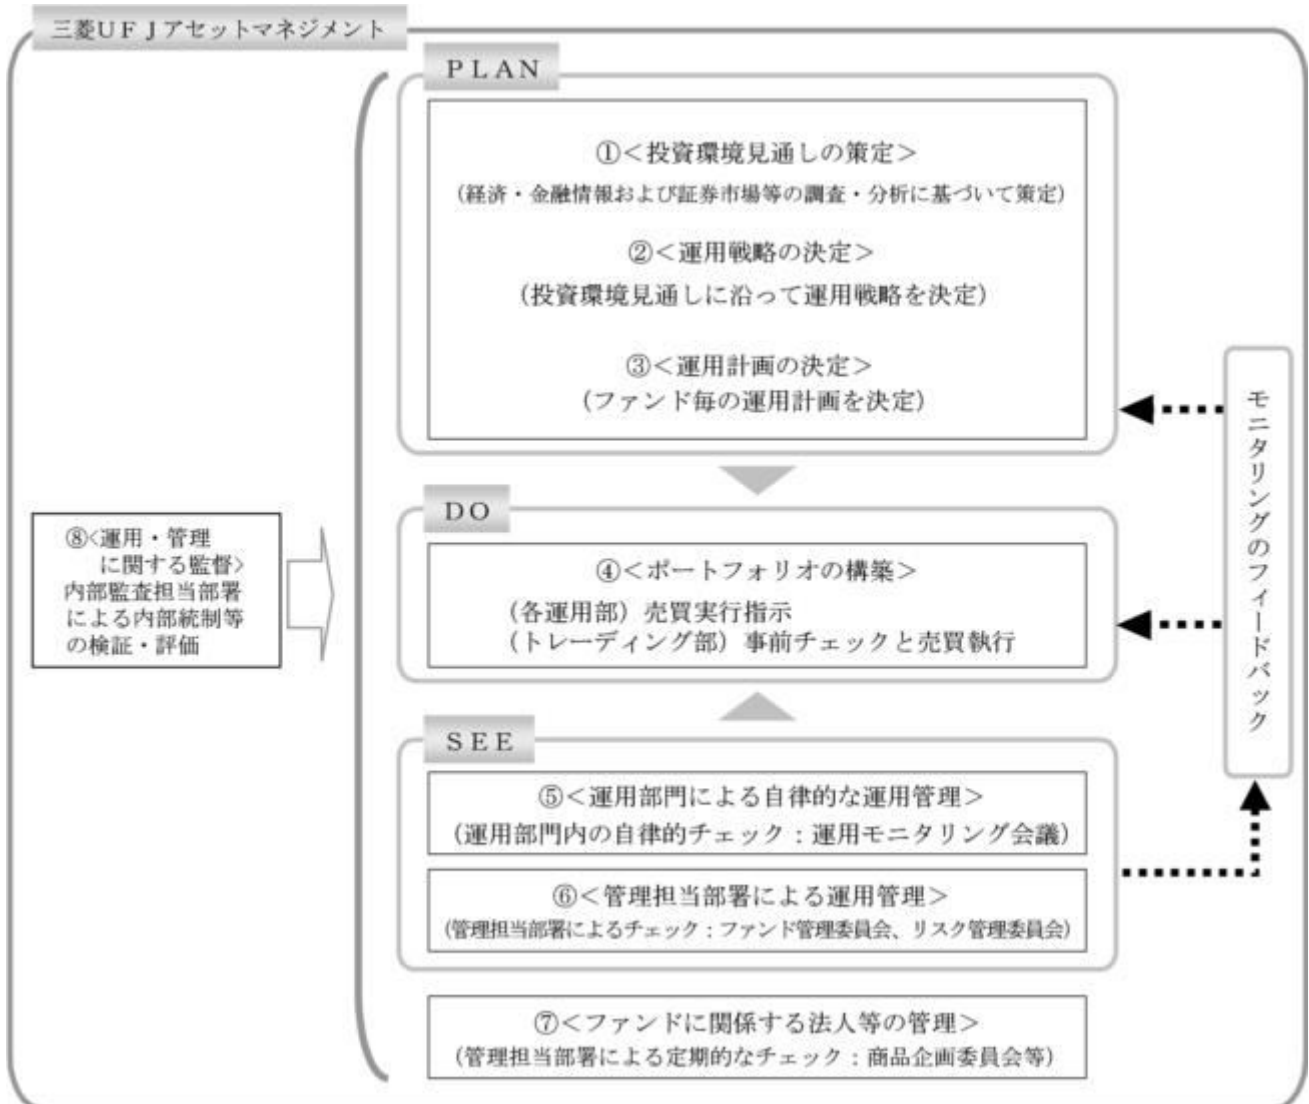 三菱ＵＦＪアセットマネジメント
ＰＬＡＮ
①＜投資環境見通しの策定＞
（経済・金融情報および証券市場等の調査・分析に基づいて策定）
②＜運用戦略の決定＞
（投資環境見通しに沿って運用戦略を決定）
③＜運用計画の決定＞
（ファンド毎の運用計画を決定）
ＤＯ
④＜ポートフォリオの構築＞
（各運用部）売買実行指示
（トレーディング部）事前チェックと売買執行
ＳＥＥ
⑤＜運用部門による自律的な運用管理＞
（運用部門内の自律的チェック：運用モニタリング会議）
⑥＜管理担当部署による運用管理＞
（管理担当部署によるチェック：ファンド管理委員会、リスク管理委員会）
⑦＜ファンドに関係する法人等の管理＞
（管理担当部署による定期的なチェック：商品企画委員会等）
⑧<運用・管理
に関する監督>
内部監査担当部署
による内部統制等
の検証・評価
モニタリングのフィードバック